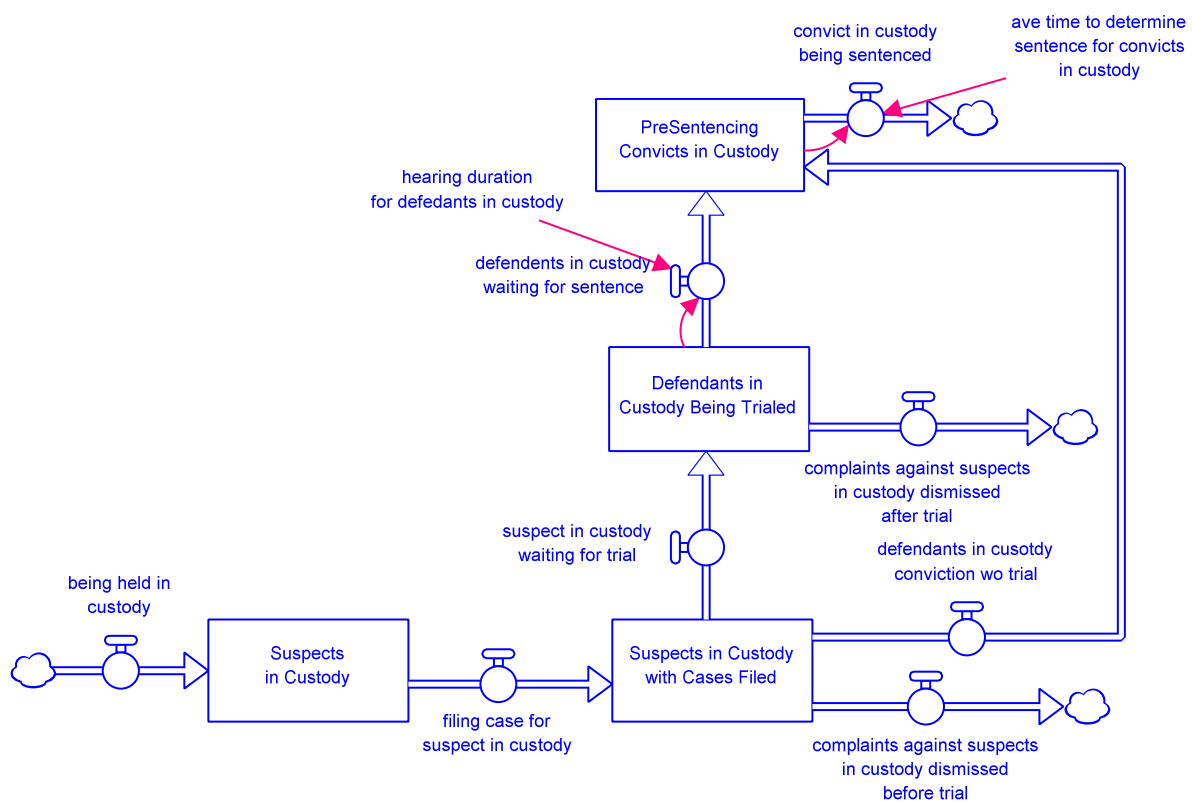 convict in custody
being sentenced
ave time to determine
sentence for convicts
in custody
PreSentencing
Convicts in Custody
hearing duration
for defedants in custody
defendents in custody
waiting for sentence
Defendants in
Custody Being Trialed
complaints against suspects
in custody dismissed
after trial
suspect in custody
waiting for trial
defendants in cusotdy
conviction wo trial
being held in
custody
Suspects
in Custody
filing case for
suspect in custody
Suspects in Custody
with Cases Filed
complaints against suspects
in custody dismissed
before trial